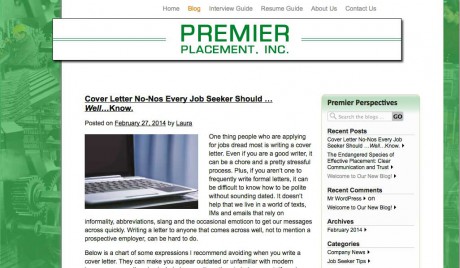 Home Blog Interview Guide Resume Guide About Us Contact Us
PREMIER
PLACEMENT, INC.
Cover Letter No-Nos Every Job Seeker Should …
Well…Know.
Posted on February 27, 2014 by Laura
One thing people who are applying
for jobs dread most is writing a cover
letter. Even if you are a good writer, it
can be a chore and a pretty stressful
process. Plus, if you aren't one to
frequently write formal letters, it can
be difficult to know how to be polite
without sounding dated. It doesn't
help that we live in a world of texts,
IMs and emails that rely on
informality, abbreviations, slang and the occasional emotion to get our messages
across quickly. Writing a letter to anyone that comes across well, not to mention a
prospective employer, can be hard to do.
Below is a chart of some expressions I recommend avoiding when you write a
cover letter. They can make you appear outdated or unfamiliar with modern
Premier Perspectives
Search the blogs... GO
Recent Posts
Cover Letter No-Nos Every Job
Seeker Should …Well…Know.
The Endangered Species of
Effective Placement: Clear
Communication and Trust
Welcome to Our New Blog!
Recent Comments
Mr WordPress on
Welcome to Our New Blog!
Archives
February 2014
Categories
Company News
Job Seeker Tips